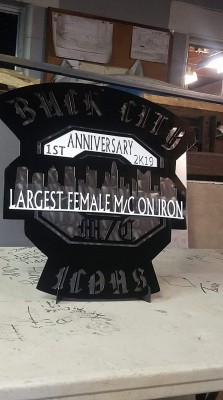 BUCK CITY
1ST ANNIVERSARY 2K19
LARGEST FEMALE M/C ON IRON
M/C
ICONS